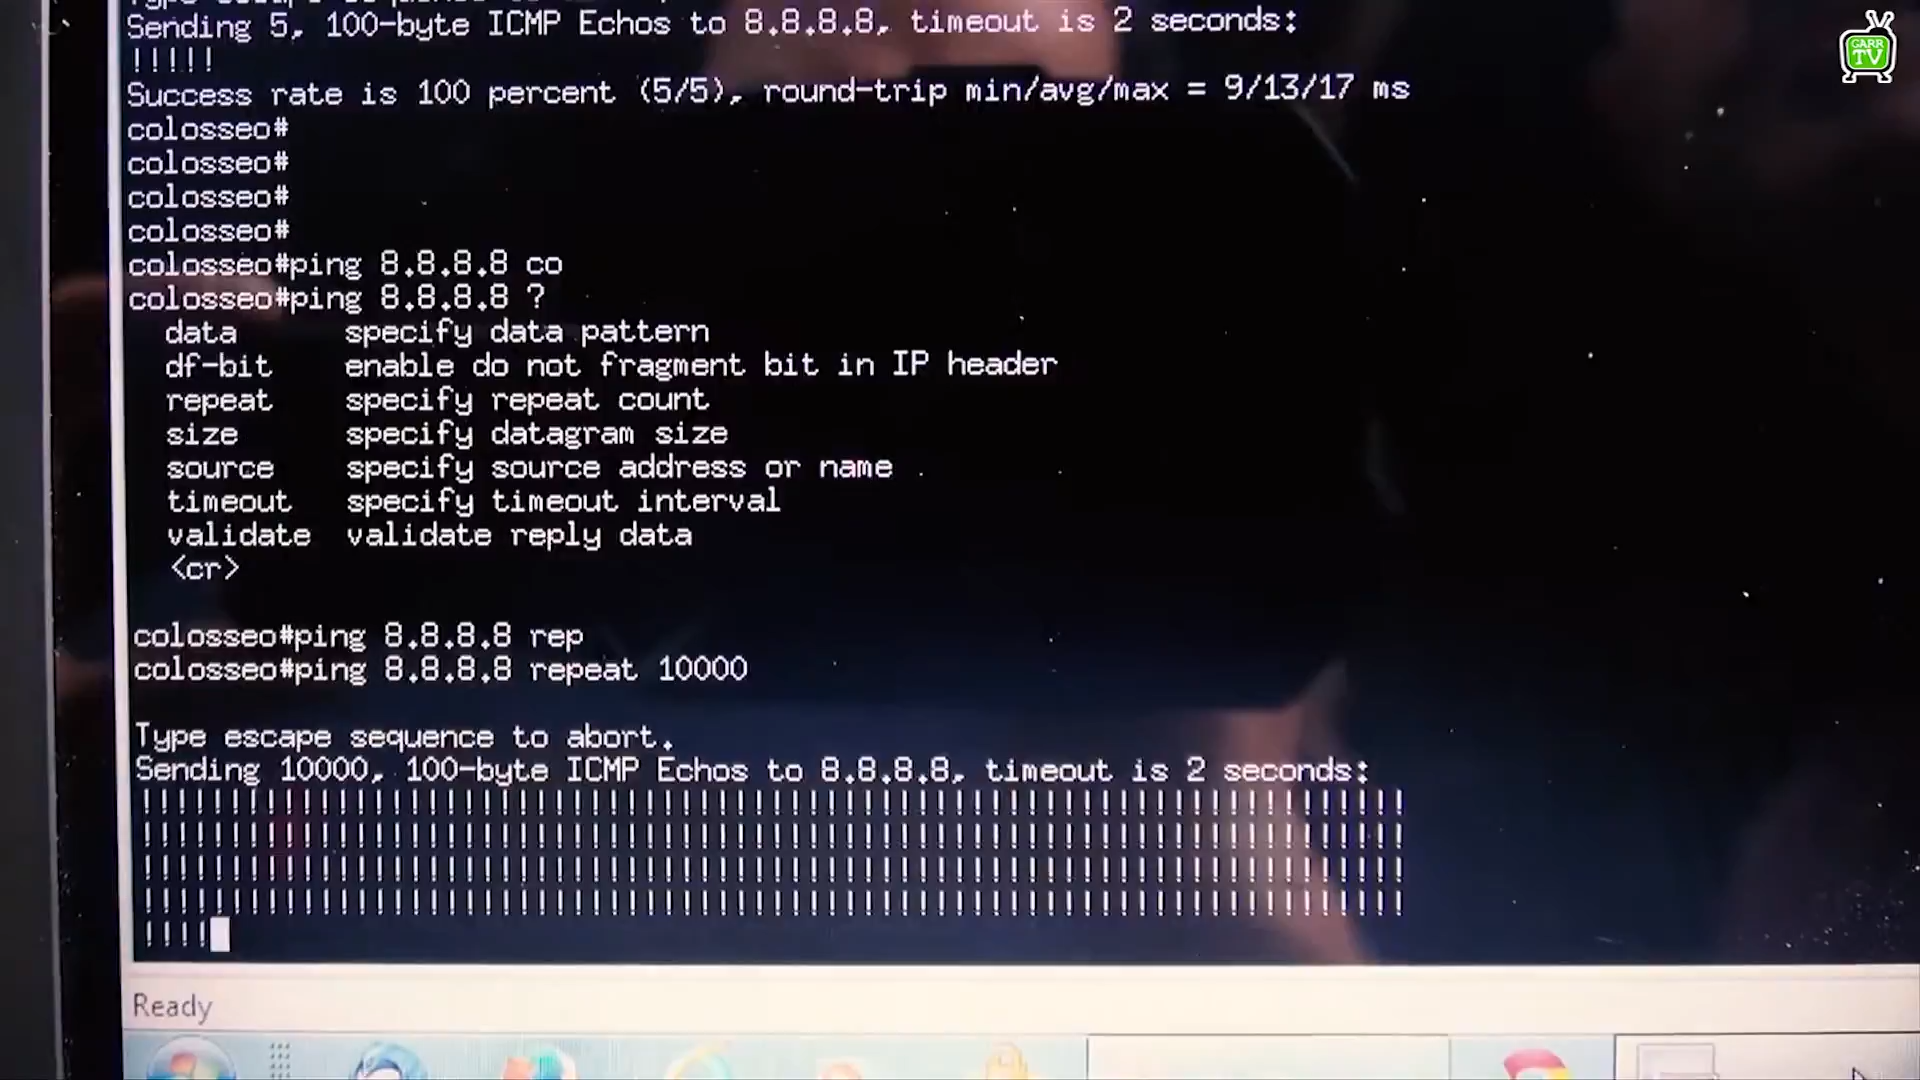 Sending 5, 100-byte ICMP Echos to 8.8.8.8, timeout is 2 seconds:
!!!!!
Success rate is 100 percent (5/5), round-trip min/avg/max = 9/13/17 ms
colosseo#
colosseo#
colosseo#
colosseo#
colosseo#ping 8.8.8.8 co
colosseo#ping 8.8.8.8 ?
data specify data pattern
df-bit enable do not fragment bit in IP header
repeat specify repeat count
size specify datagram size
source specify source address or name
timeout specify timeout interval
validate validate reply data
<cr>
colosseo#ping 8.8.8.8 rep
colosseo#ping 8.8.8.8 repeat 10000
Type escape sequence to abort.
Sending 10000, 100-byte ICMP Echos to 8.8.8.8, timeout is 2 seconds:
!!!!!!!!!!!!!!!!!!!!!!!!!!!!!!!!!!!!!!!!!!!!!!!!!!!!!!!!!!!!!!!!!!!!!!
!!!!!!!!!!!!!!!!!!!!!!!!!!!!!!!!!!!!!!!!!!!!!!!!!!!!!!!!!!!!!!!!!!!!!!
!!!!!!!!!!!!!!!!!!!!!!!!!!!!!!!!!!!!!!!!!!!!!!!!!!!!!!!!!!!!!!!!!!!!!!
!!!!!!!!!!!!!!!!!!!!!!!!!!!!!!!!!!!!!!!!!!!!!!!!!!!!!!!!!!!!!!!!!!!!!!
!!!!
Ready
GARR
TV